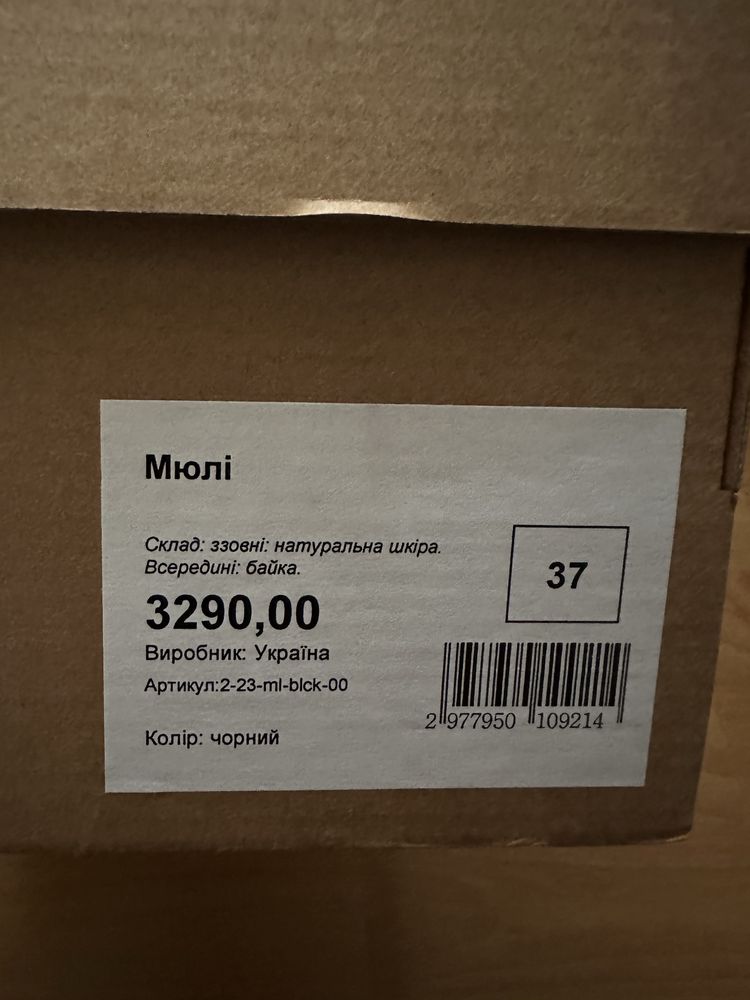 Мюлі
Склад: ззовні: натуральна шкіра.
Всередині: байка.
37
3290,00
Виробник: Україна
Артикул:2-23-ml-blck-00
2 977950 109214
Колір: чорний